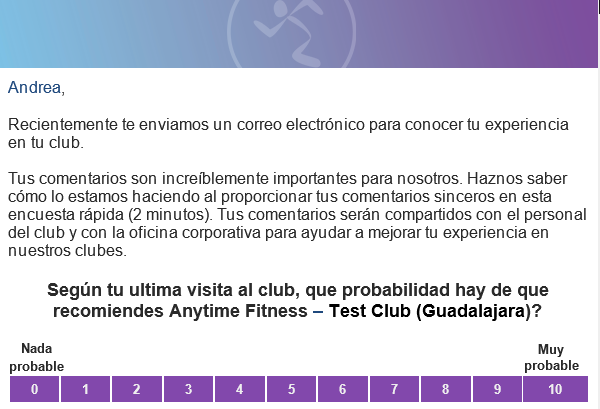 Andrea,
Recientemente te enviamos un correo electrónico para conocer tu experiencia
en tu club.
Tus comentarios son increíblemente importantes para nosotros. Haznos saber
cómo lo estamos haciendo al proporcionar tus comentarios sinceros en esta
encuesta rápida (2 minutos). Tus comentarios serán compartidos con el personal
del club y con la oficina corporativa para ayudar a mejorar tu experiencia en
nuestros clubes.
Según tu ultima visita al club, que probabilidad hay de que
recomiendes Anytime Fitness – Test Club (Guadalajara)?
Nada Muy
probable probable
0 1 2 3 4 5 6 7 8 9 10